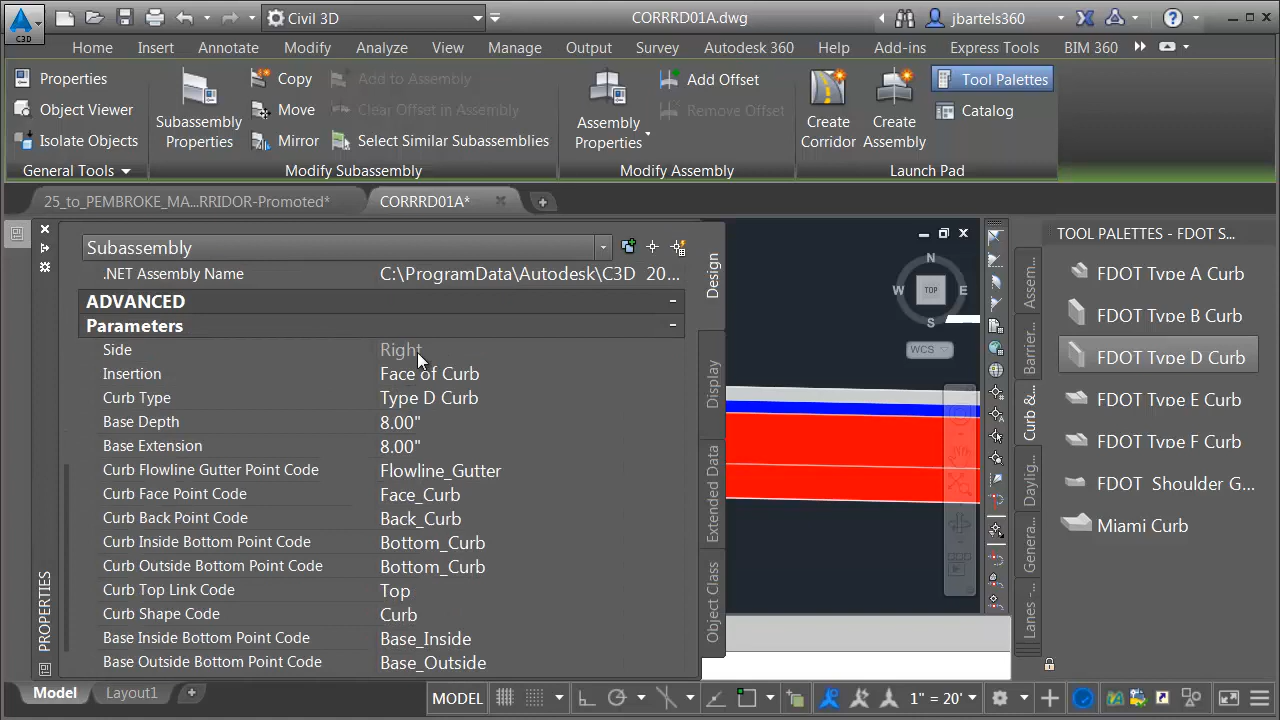 Civil 3D
CORRRD01A.dwg
jbartels360
C3D
Home Insert Annotate Modify Analyze View Manage Output Survey Autodesk 360 Help Add-ins Express Tools BIM 360
Properties
Object Viewer
Isolate Objects
General Tools
Subassembly Properties
Copy
Move
Mirror
Add to Assembly
Clear Offset in Assembly
Select Similar Subassemblies
Modify Subassembly
Assembly Properties
Add Offset
Remove Offset
Modify Assembly
Create Corridor
Create Assembly
Tool Palettes
Catalog
Launch Pad
25_to_PEMBROKE_MA...RRIDOR-Promoted*
CORRRD01A*
Subassembly
.NET Assembly Name C:\ProgramData\Autodesk\C3D 20...
ADVANCED
Parameters
Side Right
Insertion Face of Curb
Curb Type Type D Curb
Base Depth 8.00"
Base Extension 8.00"
Curb Flowline Gutter Point Code Flowline_Gutter
Curb Face Point Code Face_Curb
Curb Back Point Code Back_Curb
Curb Inside Bottom Point Code Bottom_Curb
Curb Outside Bottom Point Code Bottom_Curb
Curb Top Link Code Top
Curb Shape Code Curb
Base Inside Bottom Point Code Base_Inside
Base Outside Bottom Point Code Base_Outside
PROPERTIES
Design
Display
Extended Data
Object Class
N
W TOP E
S
WCS
Assem...
Barrier...
Curb &...
Daylig...
Genera...
Lanes -...
TOOL PALETTES - FDOT S...
FDOT Type A Curb
FDOT Type B Curb
FDOT Type D Curb
FDOT Type E Curb
FDOT Type F Curb
FDOT Shoulder G...
Miami Curb
Model Layout1
MODEL
1" = 20'